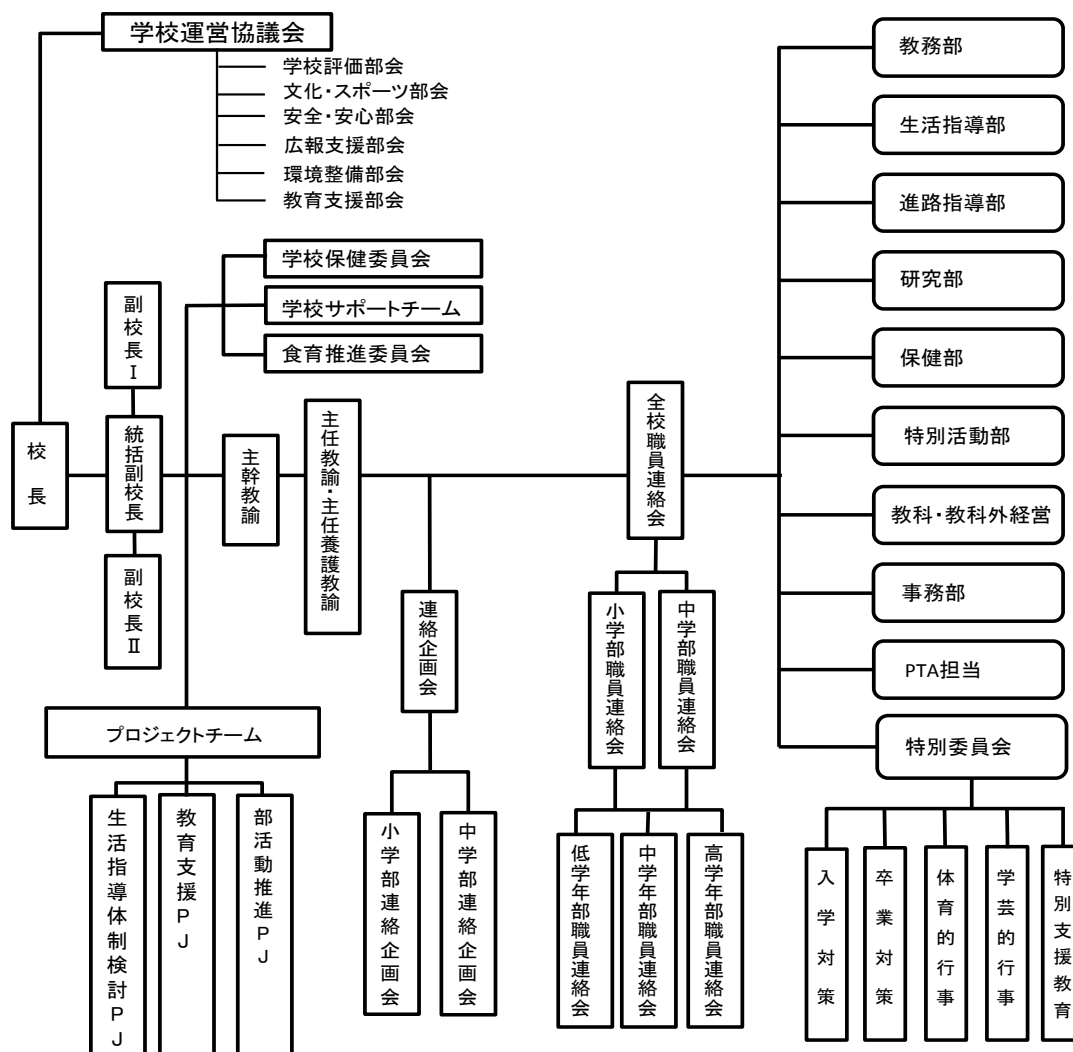 学校運営協議会
学校評価部会
文化・スポーツ部会
安全・安心部会
広報支援部会
環境整備部会
教育支援部会
学校保健委員会
学校サポートチーム
食育推進委員会
校長
副校長Ⅰ
統括副校長
副校長Ⅱ
主幹教諭
主任教諭・主任養護教諭
連絡企画会
小学部連絡企画会
中学部連絡企画会
全校職員連絡会
小学部職員連絡会
中学部職員連絡会
低学年部職員連絡会
中学年部職員連絡会
高学年部職員連絡会
プロジェクトチーム
生活指導体制検討PJ
教育支援PJ
部活動推進PJ
教務部
生活指導部
進路指導部
研究部
保健部
特別活動部
教科・教科外経営
事務部
PTA担当
特別委員会
入学対策
卒業対策
体育的行事
学芸的行事
特別支援教育